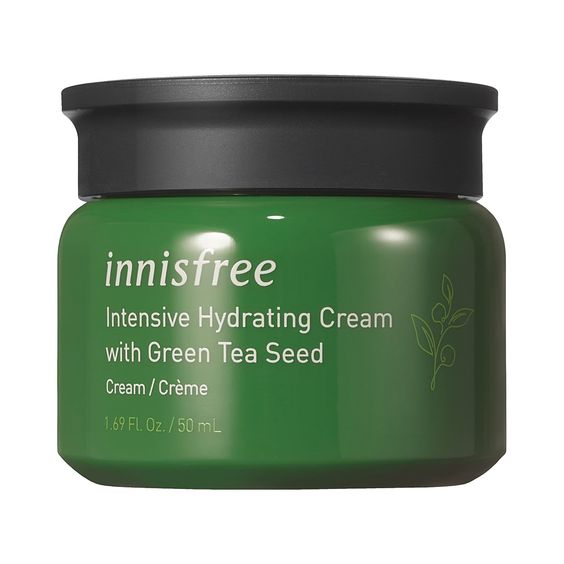 innisfree
Intensive Hydrating Cream
with Green Tea Seed
Cream / Crème
1.69 Fl. Oz. / 50 mL